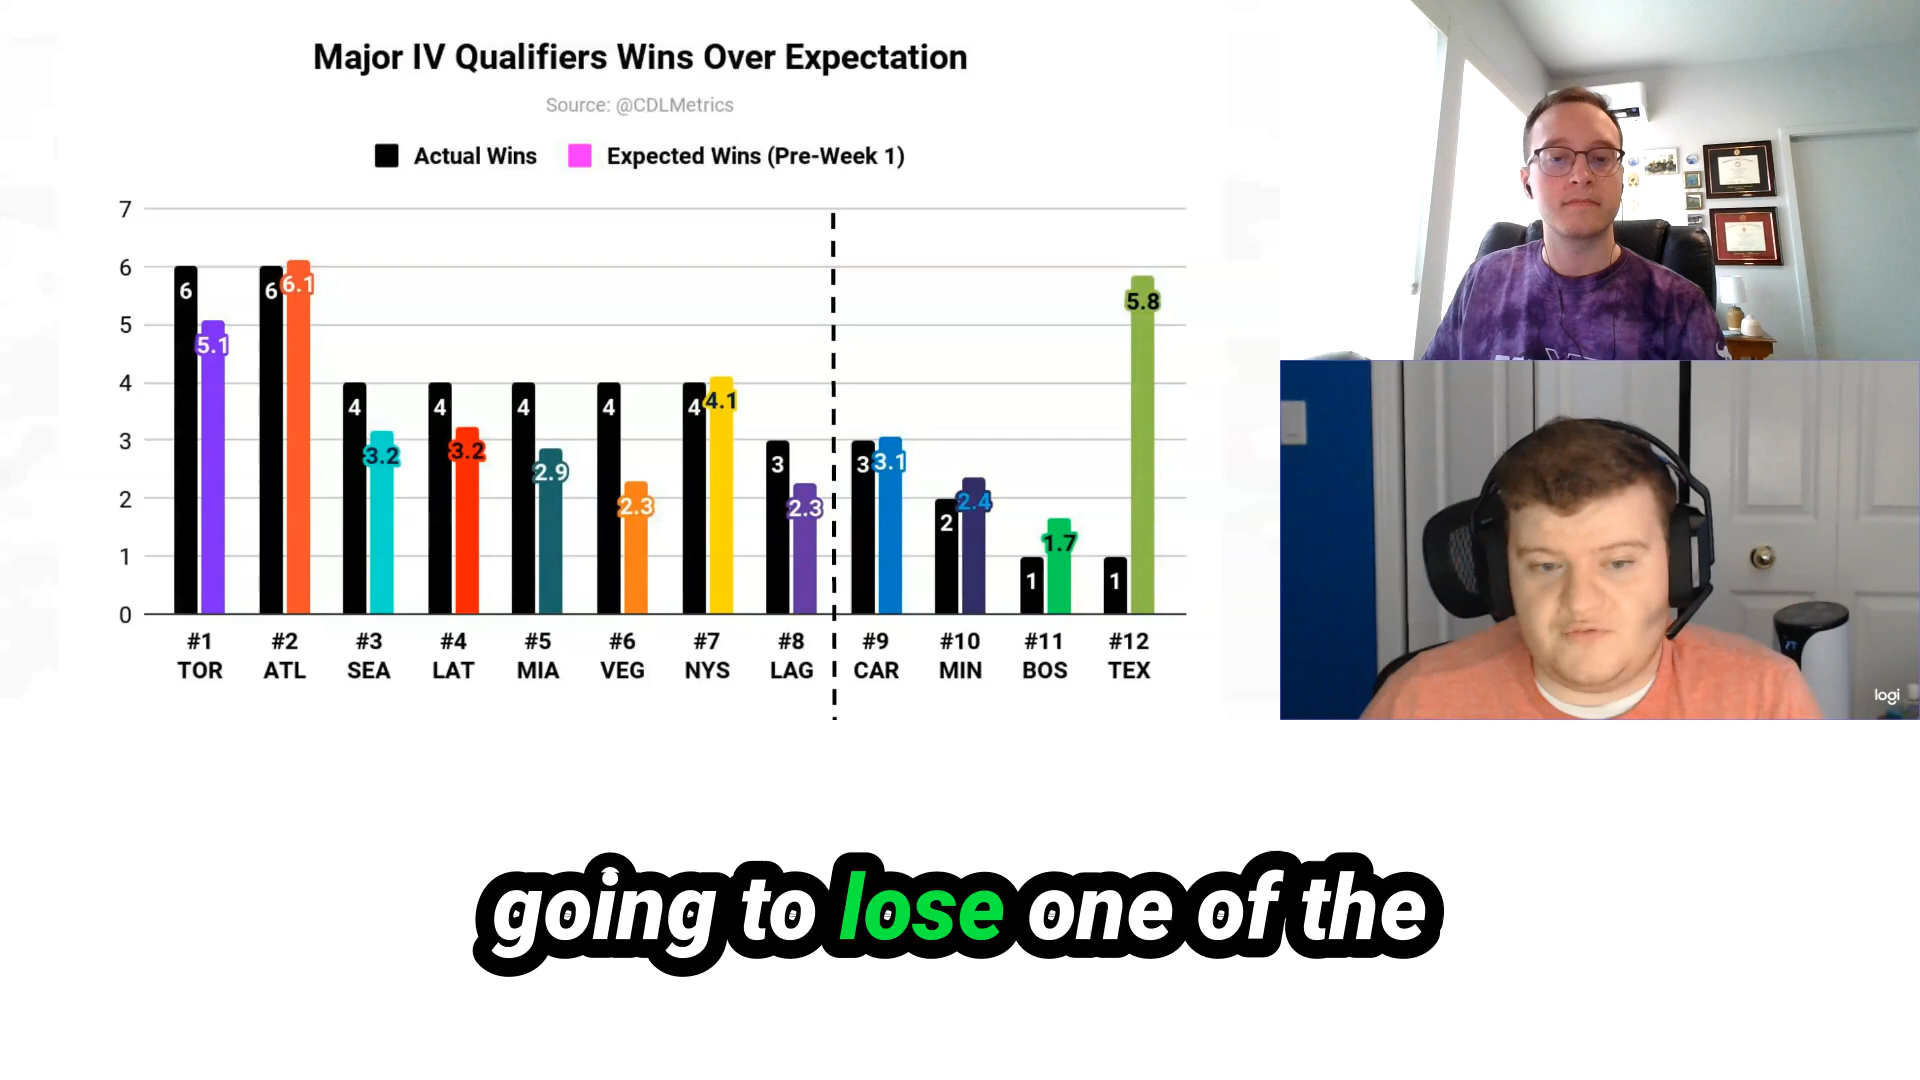 Major IV Qualifiers Wins Over Expectation
Source: @CDLMetrics
Actual Wins Expected Wins (Pre-Week 1)
7
6
5
4
3
2
1
0
6 5.1
6 6.1
4 3.2
4 3.2
4 2.9
4 2.3
4 4.1
3 2.3
3 3.1
2 2.4
1 1.7
1 5.8
#1 #2 #3 #4 #5 #6 #7 #8 #9 #10 #11 #12
TOR ATL SEA LAT MIA VEG NYS LAG CAR MIN BOS TEX
logi
going to lose one of the